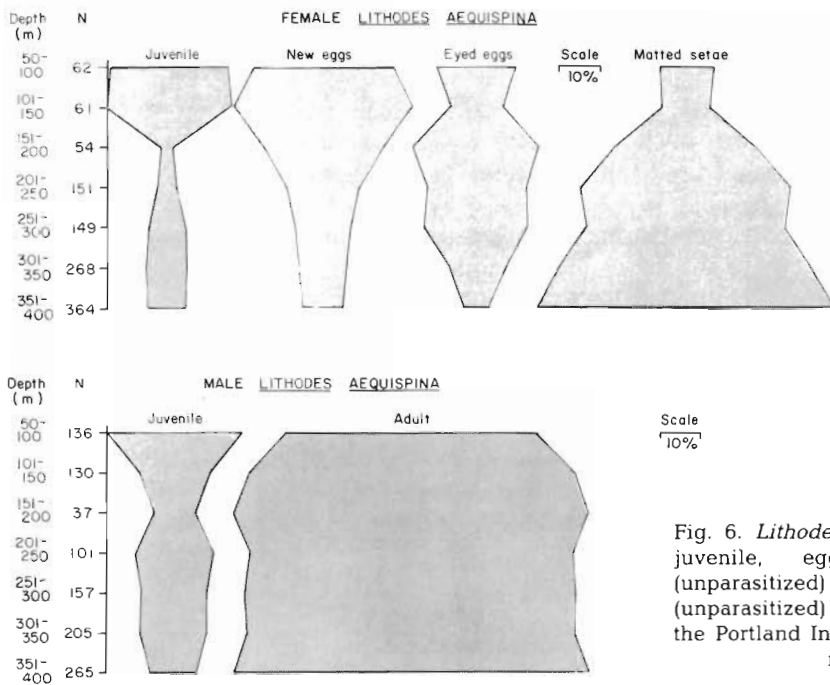 FEMALE LITHODES AEQUISPINA
Depth (m) N
Juvenile New eggs Eyed eggs Scale 10% Matted setae
50-100 62
101-150 61
151-200 54
201-250 151
251-300 149
301-350 268
351-400 364
MALE LITHODES AEQUISPINA
Depth (m) N
Juvenile Adult Scale 10%
50-100 136
101-150 130
151-200 37
201-250 101
251-300 157
301-350 205
351-400 265
Fig. 6. Lithode
juvenile, egg
(unparasitized)
(unparasitized)
the Portland In